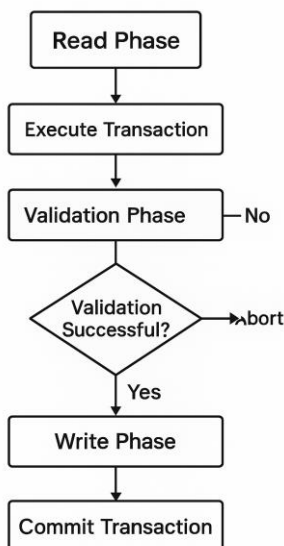 Read Phase
Execute Transaction
Validation Phase
No
Validation
Successful?
bort
Yes
Write Phase
Commit Transaction